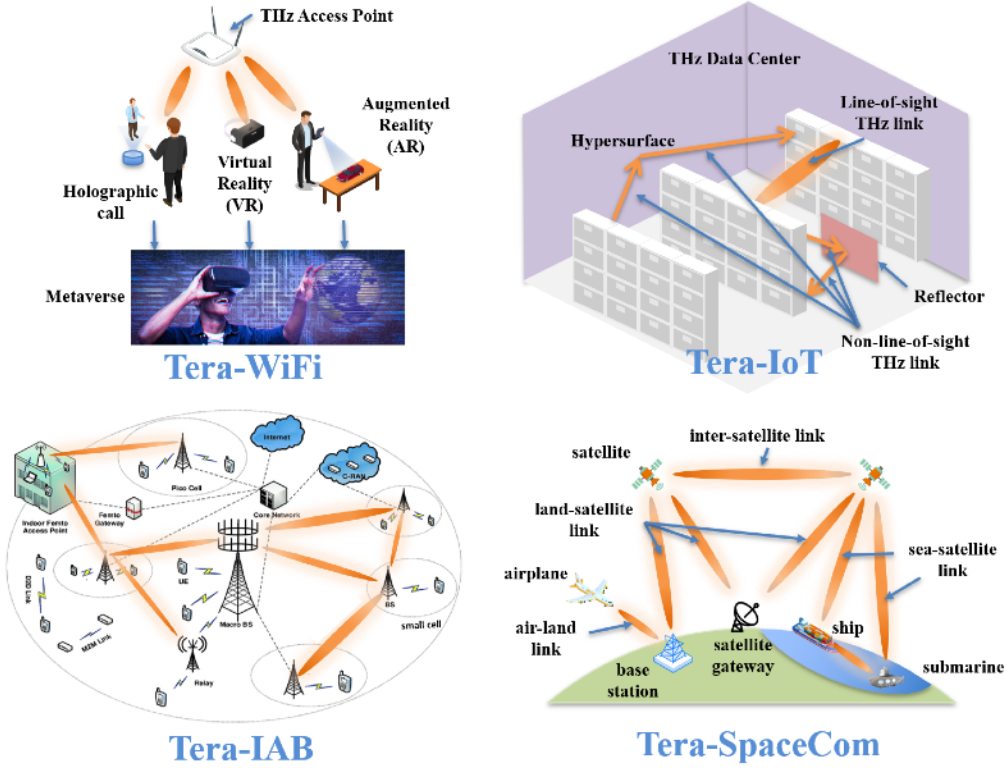 THz Access Point
Augmented
Reality
(AR)
Virtual
Reality
(VR)
Holographic
call
Metaverse
Tera-WiFi
THz Data Center
Line-of-sight
THz link
Hypersurface
Reflector
Non-line-of-sight
THz link
Tera-IoT
Internet
C-RAN
Pico Cell
Indoor Femto
Access Point
Femto
Gateway
Core Network
UE
D2D Link
BS
small cell
Macro BS
M2M Link
Relay
Tera-IAB
inter-satellite link
satellite
land-satellite
link
sea-satellite
link
airplane
air-land
link
ship
satellite
gateway
submarine
base
station
Tera-SpaceCom